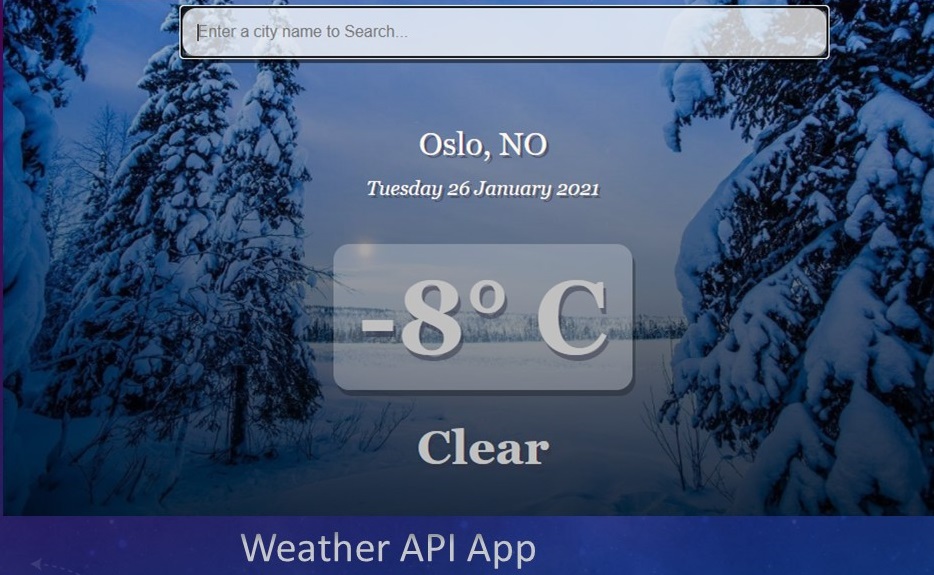 Enter a city name to Search...
Oslo, NO
Tuesday 26 January 2021
-8° C
Clear
Weather API App